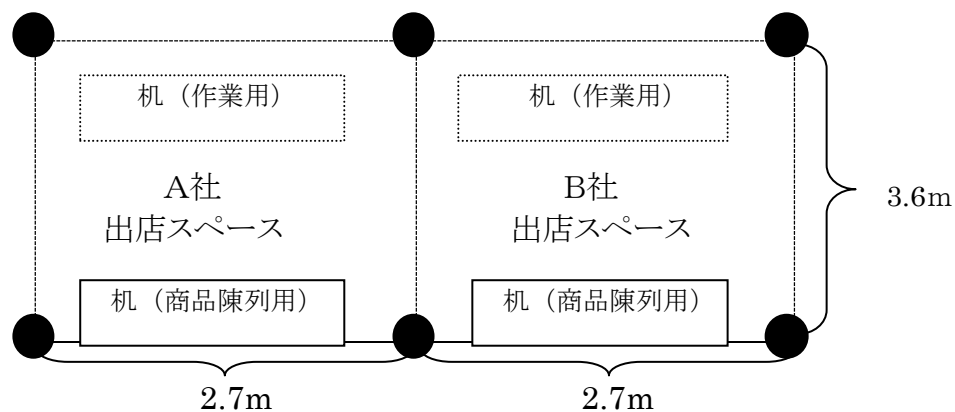 机（作業用）
机（作業用）
A社
出店スペース
B社
出店スペース
3.6m
机（商品陳列用）
机（商品陳列用）
2.7m
2.7m